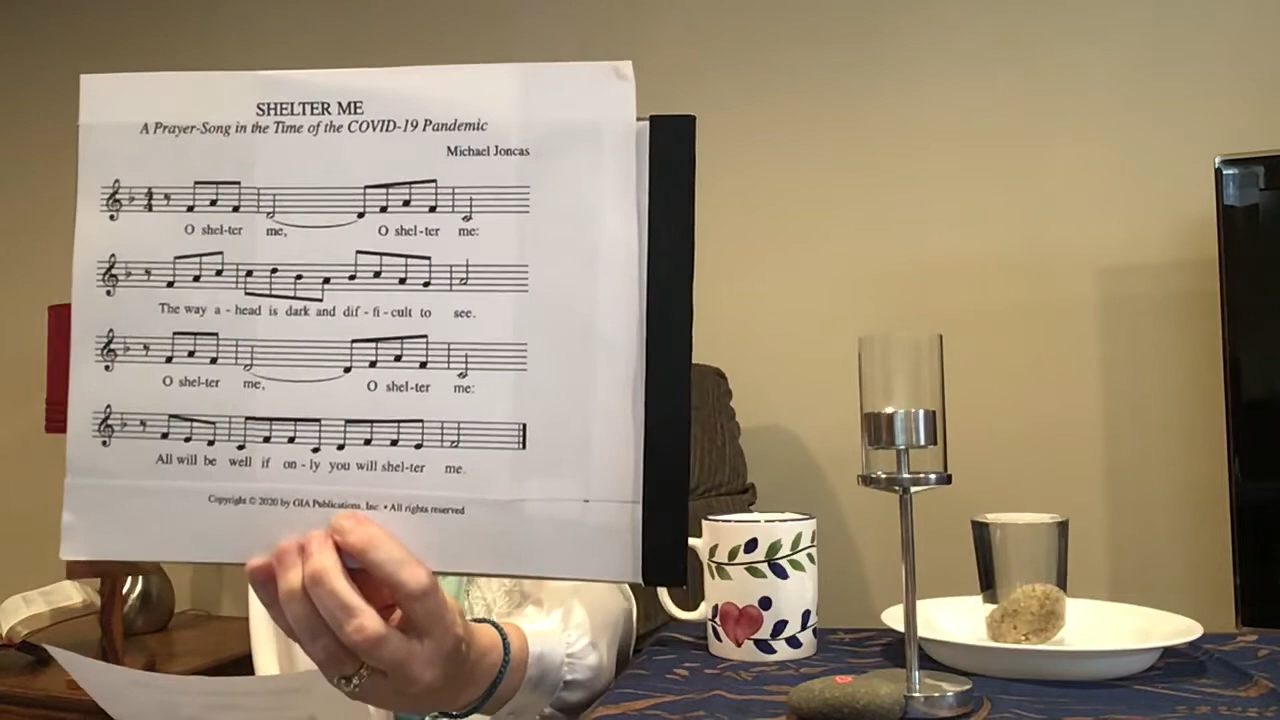 SHELTER ME
A Prayer-Song in the Time of the COVID-19 Pandemic
Michael Joncas
O shel-ter me, O shel-ter me:
The way a - head is dark and dif - fi - cult to see.
O shel-ter me, O shel-ter me:
All will be well if on - ly you will shel-ter me.
Copyright © 2020 by GIA Publications, Inc. • All rights reserved